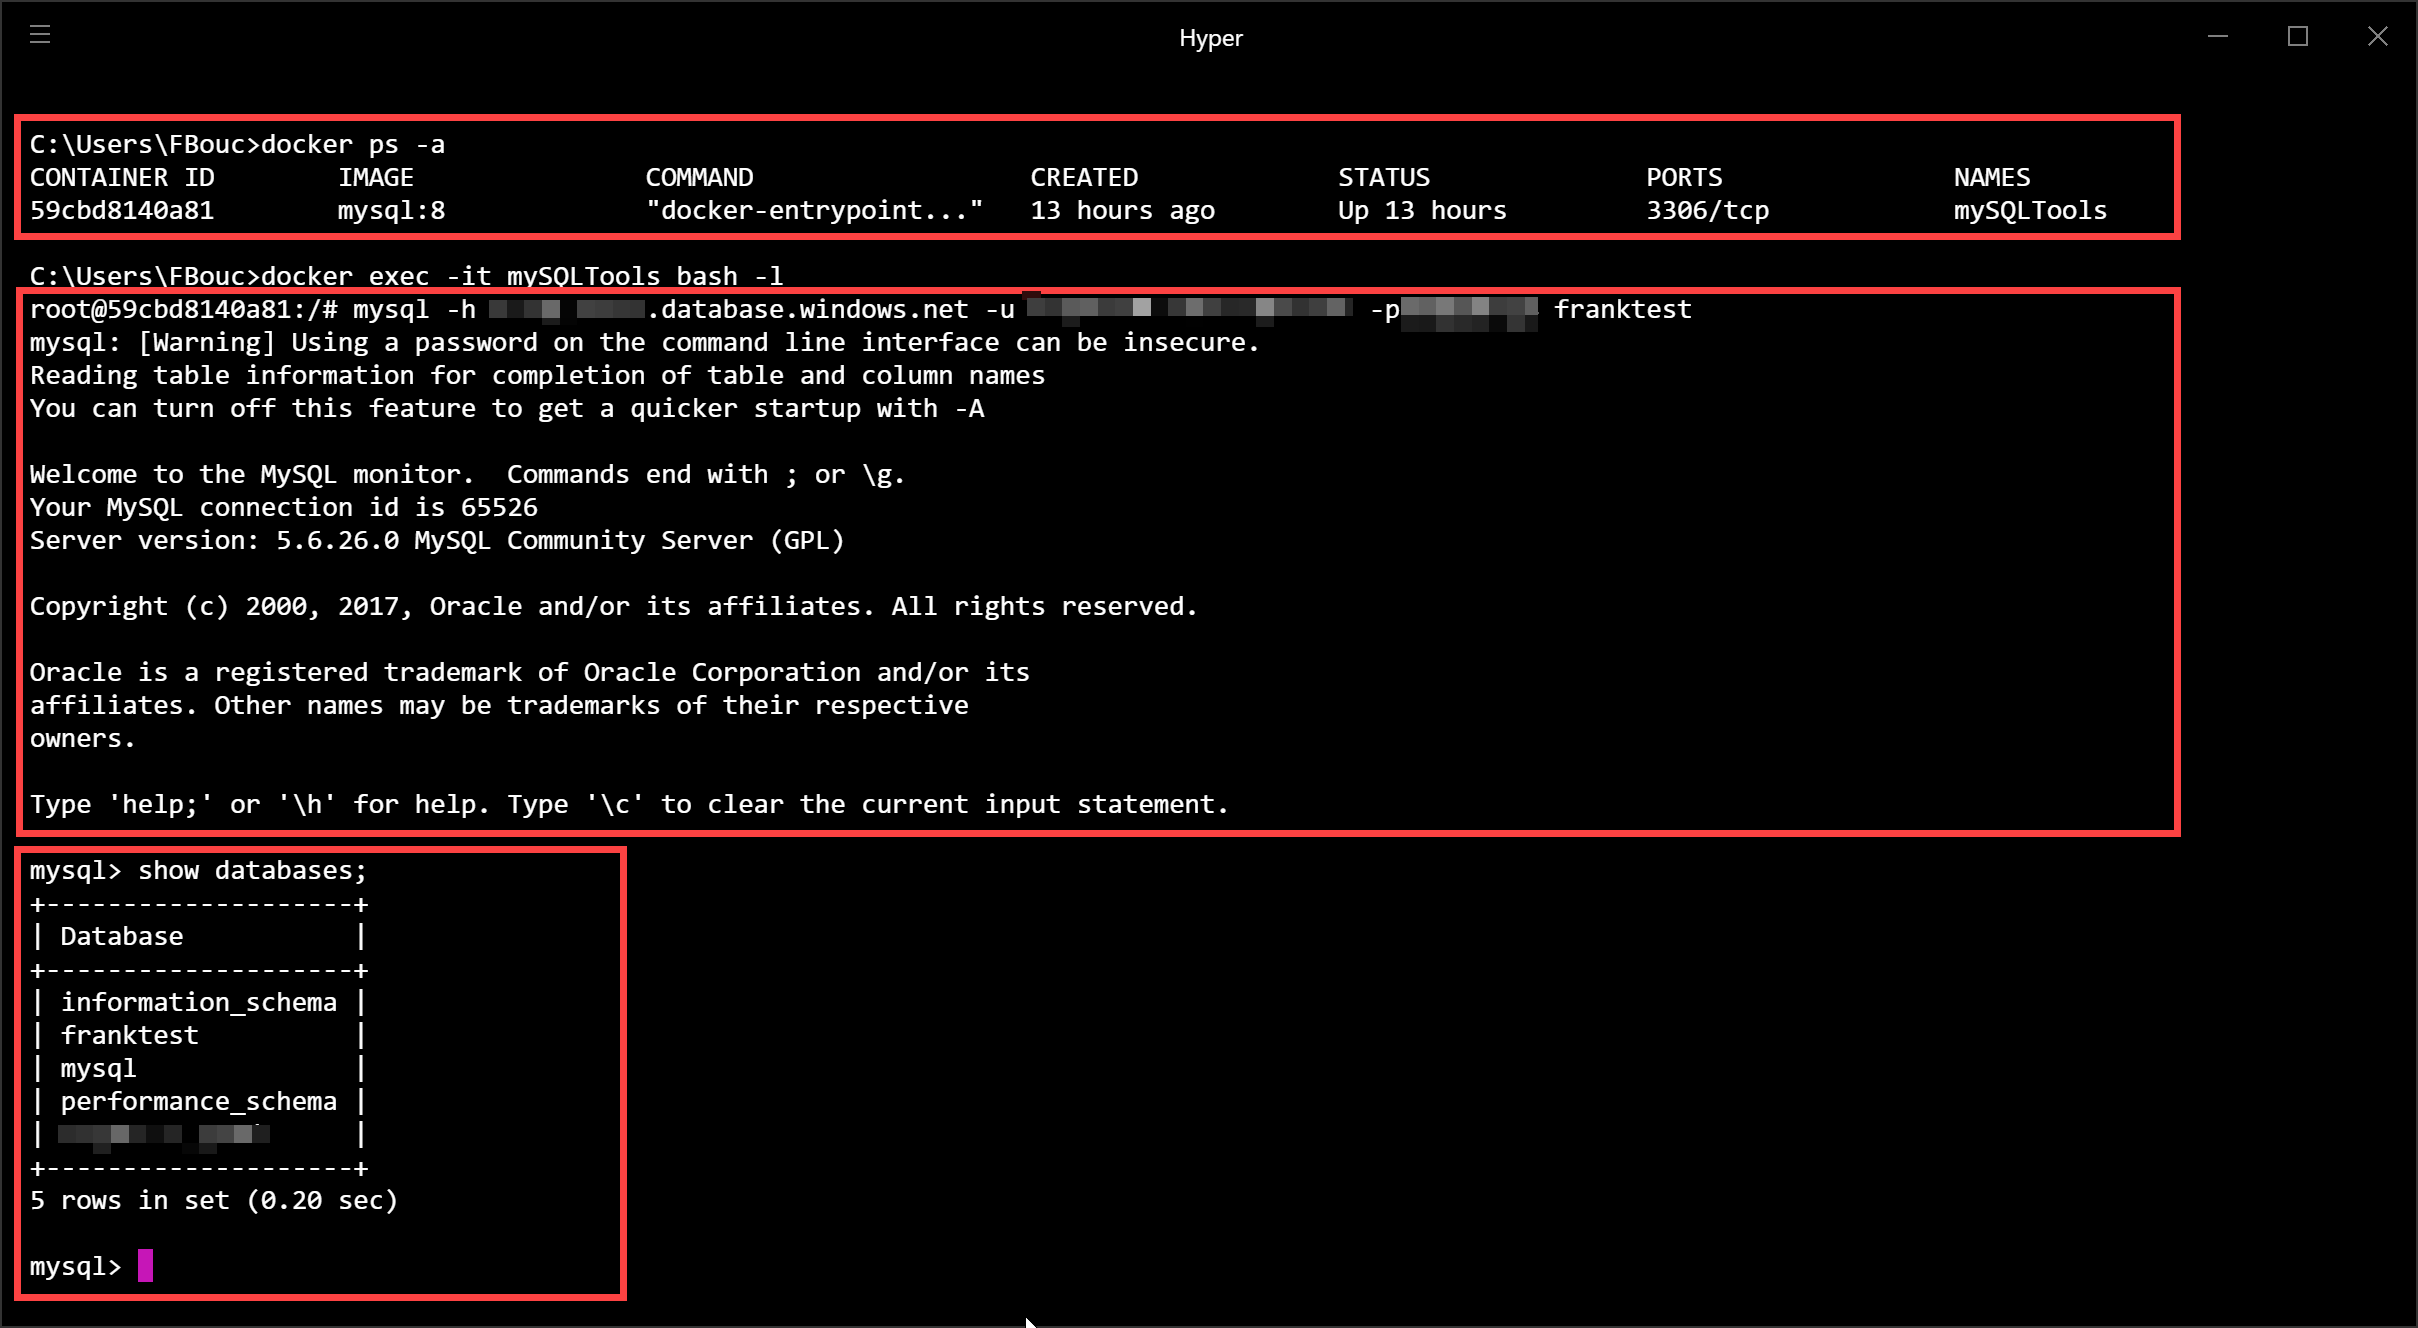 Hyper
C:\Users\FBouc>docker ps -a
CONTAINER ID        IMAGE               COMMAND                  CREATED             STATUS              PORTS               NAMES
59cbd8140a81        mysql:8             "docker-entrypoint..."   13 hours ago        Up 13 hours         3306/tcp            mySQLTools
C:\Users\FBouc>docker exec -it mySQLTools bash -l
root@59cbd8140a81:/# mysql -h .database.windows.net -u -p franktest
mysql: [Warning] Using a password on the command line interface can be insecure.
Reading table information for completion of table and column names
You can turn off this feature to get a quicker startup with -A
Welcome to the MySQL monitor.  Commands end with ; or \g.
Your MySQL connection id is 65526
Server version: 5.6.26.0 MySQL Community Server (GPL)
Copyright (c) 2000, 2017, Oracle and/or its affiliates. All rights reserved.
Oracle is a registered trademark of Oracle Corporation and/or its
affiliates. Other names may be trademarks of their respective
owners.
Type 'help;' or '\h' for help. Type '\c' to clear the current input statement.
mysql> show databases;
+--------------------+
| Database           |
+--------------------+
| information_schema |
| franktest          |
| mysql              |
| performance_schema |
|                    |
+--------------------+
5 rows in set (0.20 sec)
mysql>